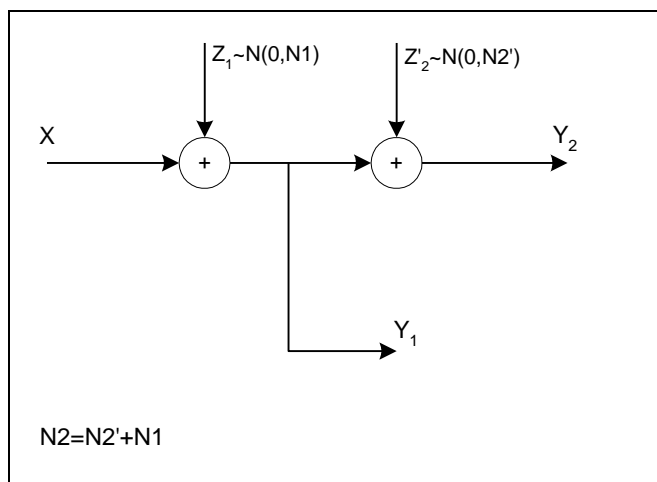 Z₁~N(0,N1)
Z'₂~N(0,N2')
X
+
+
Y₂
Y₁
N2=N2'+N1